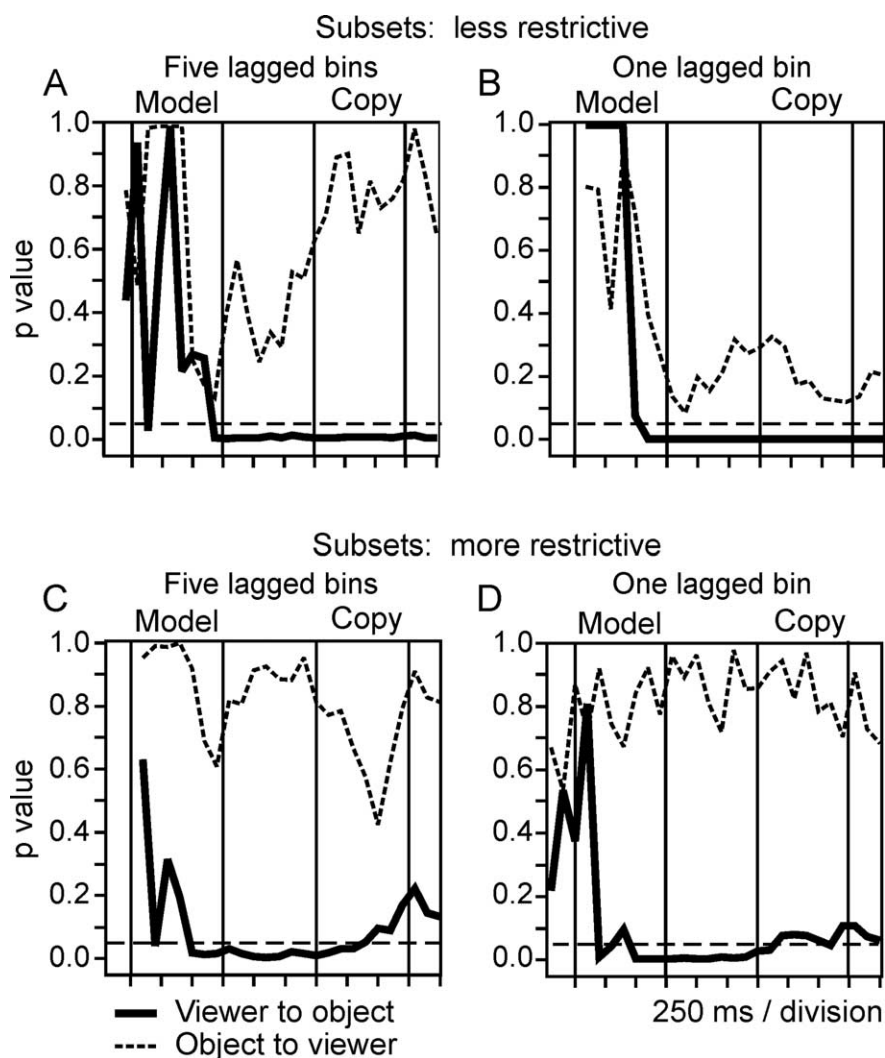 Subsets: less restrictive
A Five lagged bins
Model Copy
B One lagged bin
Model Copy
p value
1.0
0.8
0.6
0.4
0.2
0.0
1.0
0.8
0.6
0.4
0.2
0.0
Subsets: more restrictive
C Five lagged bins
Model Copy
D One lagged bin
Model Copy
p value
1.0
0.8
0.6
0.4
0.2
0.0
1.0
0.8
0.6
0.4
0.2
0.0
Viewer to object
Object to viewer
250 ms / division